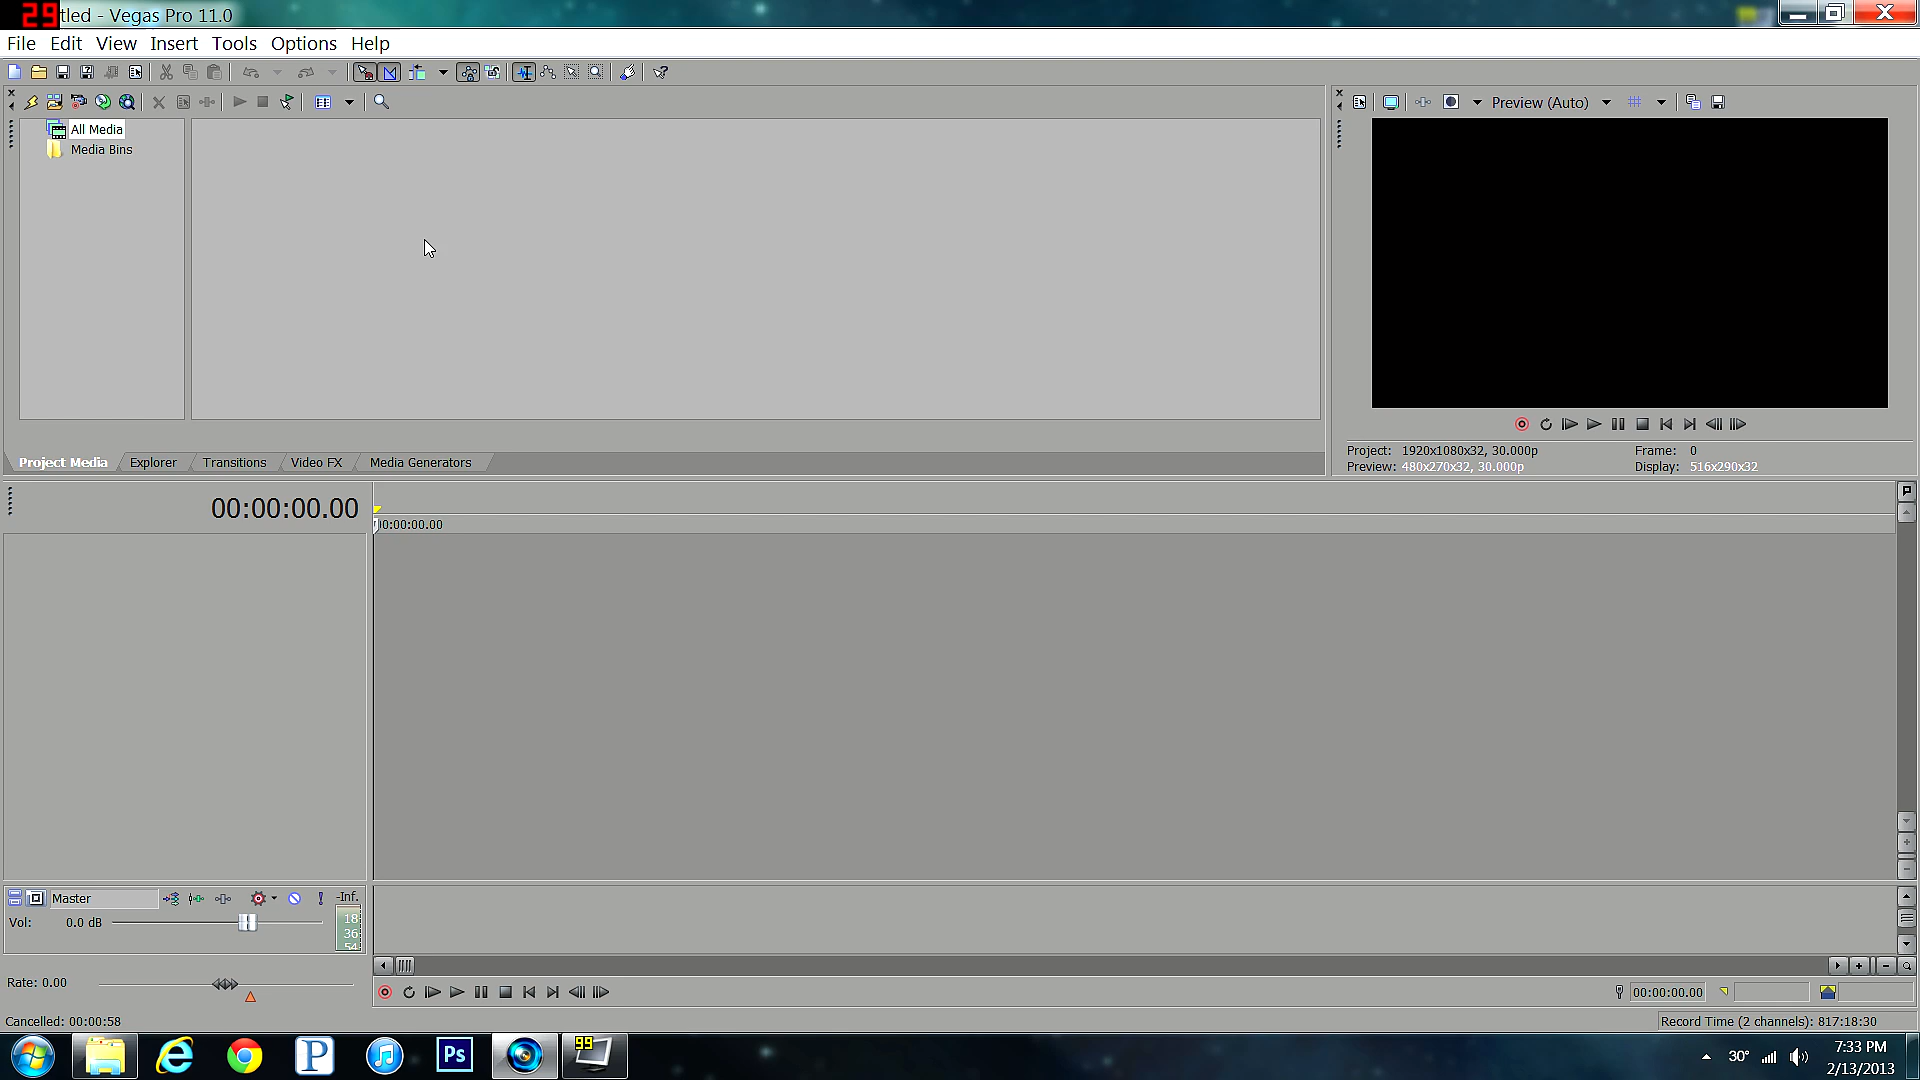 29
tled - Vegas Pro 11.0
File Edit View Insert Tools Options Help
Preview (Auto)
All Media
Media Bins
Project Media Explorer Transitions Video FX Media Generators
Project: 1920x1080x32, 30.000p Frame: 0
Preview: 480x270x32, 30.000p Display: 516x290x32
00:00:00.00
0:00:00.00
Master -Inf.
Vol: 0.0 dB 18
36
54
Rate: 0.00
00:00:00.00
Cancelled: 00:00:58 Record Time (2 channels): 817:18:30
P Ps 99 30° 7:33 PM
2/13/2013